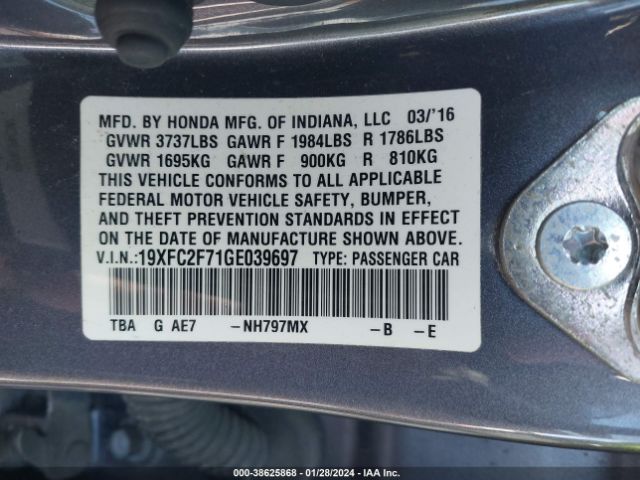 MFD. BY HONDA MFG. OF INDIANA, LLC 03/'16
GVWR 3737LBS GAWR F 1984LBS R 1786LBS
GVWR 1695KG GAWR F 900KG R 810KG
THIS VEHICLE CONFORMS TO ALL APPLICABLE
FEDERAL MOTOR VEHICLE SAFETY, BUMPER,
AND THEFT PREVENTION STANDARDS IN EFFECT
ON THE DATE OF MANUFACTURE SHOWN ABOVE.
V.I.N.:19XFC2F71GE039697 TYPE: PASSENGER CAR
TBA G AE7 -NH797MX -B -E
000-38625868 - 01/28/2024 - IAA Inc.